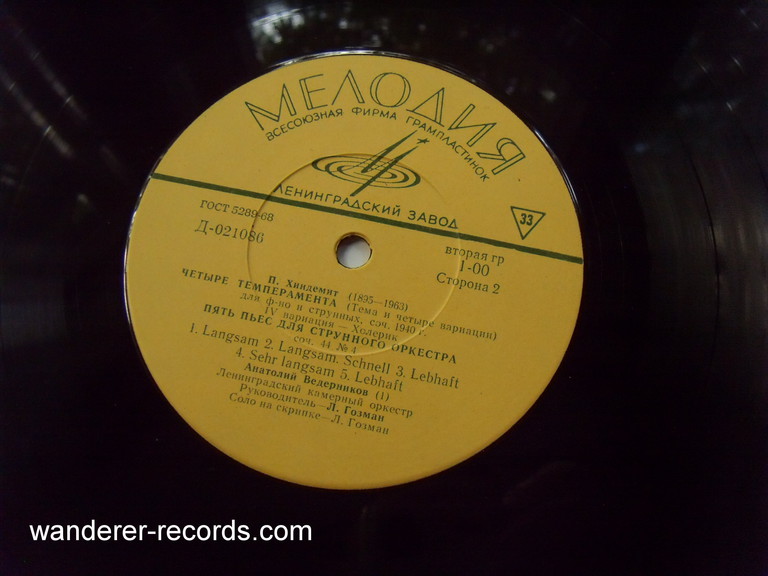 МЕЛОДИЯ
ВСЕСОЮЗНАЯ ФИРМА ГРАМПЛАСТИНОК
ЛЕНИНГРАДСКИЙ ЗАВОД
ГОСТ 5289-68
33
Д-021086
вторая гр
1-00
Сторона 2
П. Хиндемит (1895—1963)
ЧЕТЫРЕ ТЕМПЕРАМЕНТА (Тема и четыре вариации)
для ф-но и струнных, соч. 1940 г.
IV вариация — Холерик
ПЯТЬ ПЬЕС ДЛЯ СТРУННОГО ОРКЕСТРА
соч. 44 № 4
1. Langsam 2. Langsam. Schnell 3. Lebhaft
4. Sehr langsam 5. Lebhaft
Анатолий Ведерников (1)
Ленинградский камерный оркестр
Руководитель—Л. Гозман
Соло на скрипке—Л. Гозман
wanderer-records.com